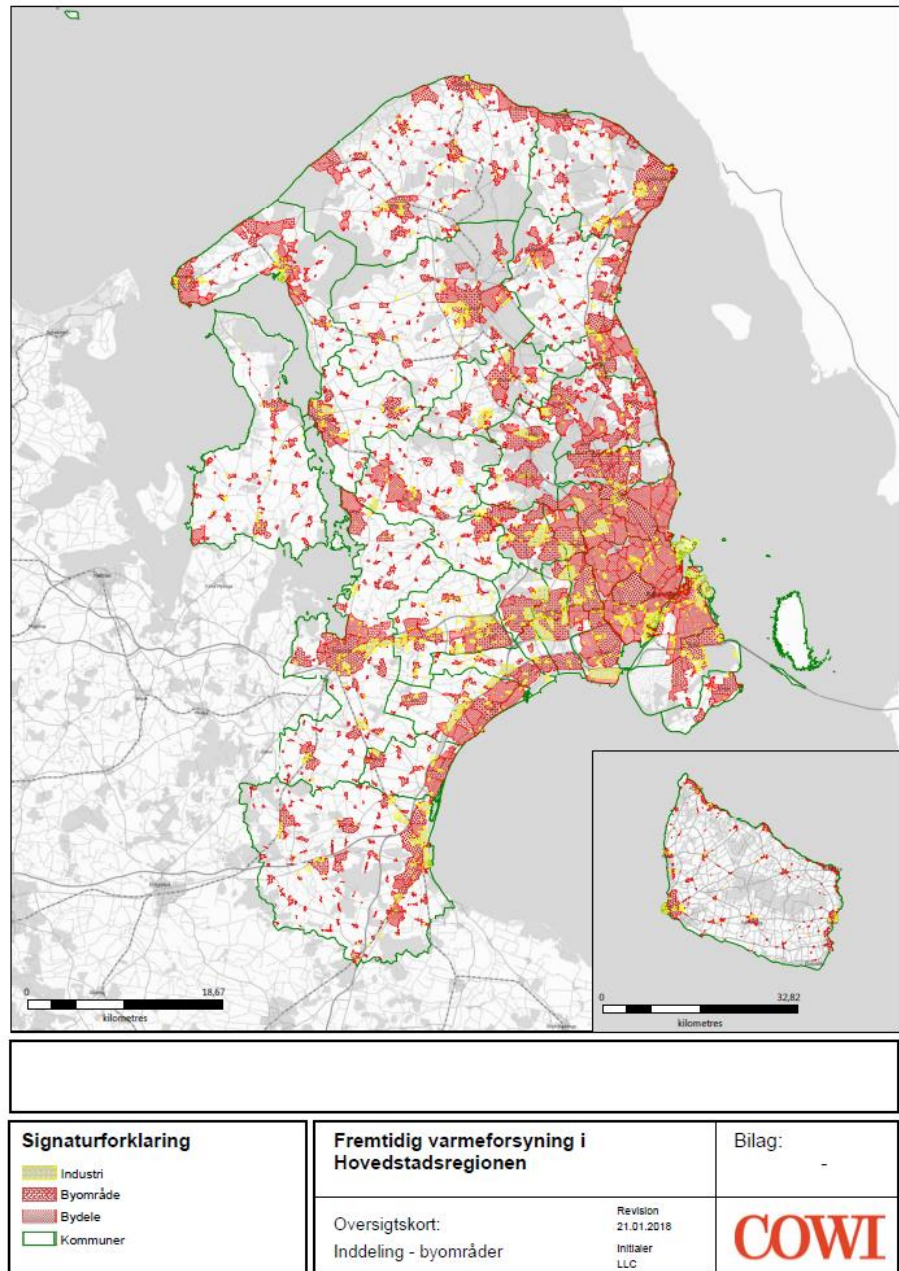 0
18,67
kilometres
0
32,82
kilometres
Signaturforklaring
Industri
Byområde
Bydele
Kommuner
Fremtidig varmeforsyning i
Hovedstadsregionen
Bilag:
-
Oversigtskort:
Inddeling - byområder
Revision
21.01.2018
Initialer
LLC
COWI